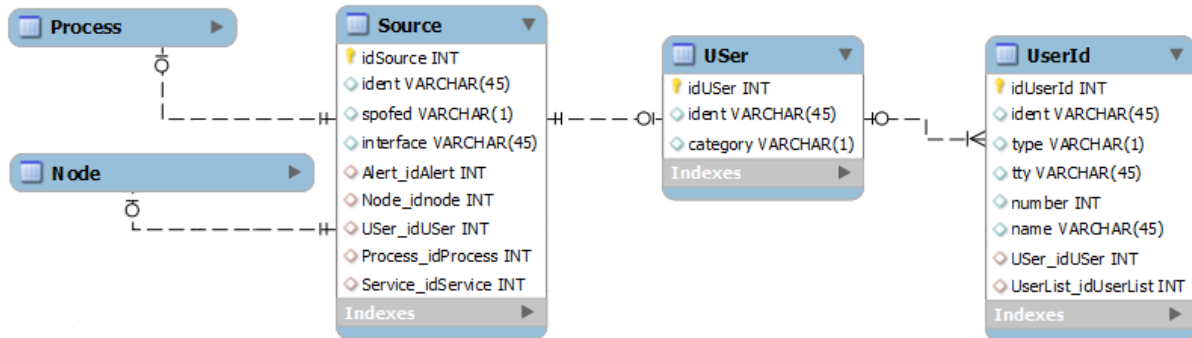 Process
Node
Source
idSource INT
ident VARCHAR(45)
spofed VARCHAR(1)
interface VARCHAR(45)
Alert_idAlert INT
Node_idnode INT
USer_idUSer INT
Process_idProcess INT
Service_idService INT
Indexes
USer
idUSer INT
ident VARCHAR(45)
category VARCHAR(1)
Indexes
UserId
idUserId INT
ident VARCHAR(45)
type VARCHAR(1)
tty VARCHAR(45)
number INT
name VARCHAR(45)
USer_idUSer INT
UserList_idUserList INT
Indexes